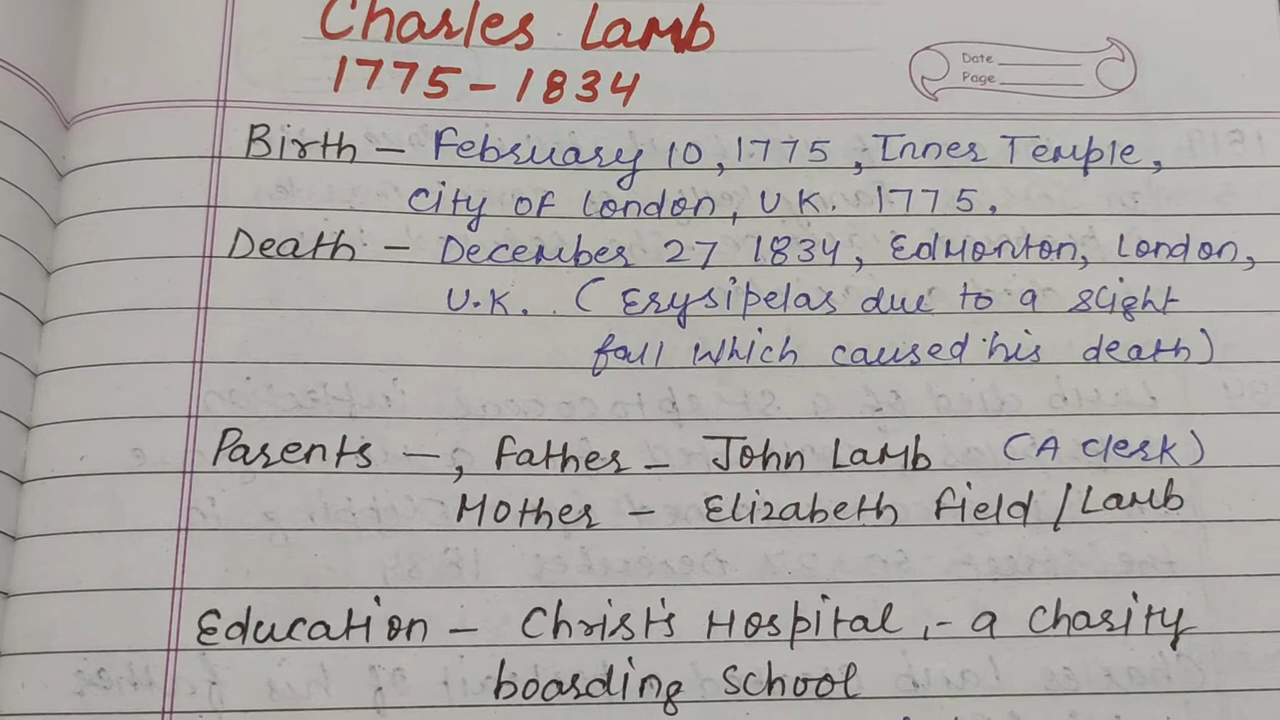 Charles Lamb
1775 - 1834
Date
Page
Birth - February 10, 1775, Inner Temple,
City of London, U.K. 1775.
Death - December 27 1834, Edmonton, London,
U.K. (Erysipelas due to a slight
fall which caused his death)
Parents -, Father - John Lamb (A clerk)
Mother - Elizabeth Field / Lamb
Education - Christ's Hospital, - a charity
boarding school